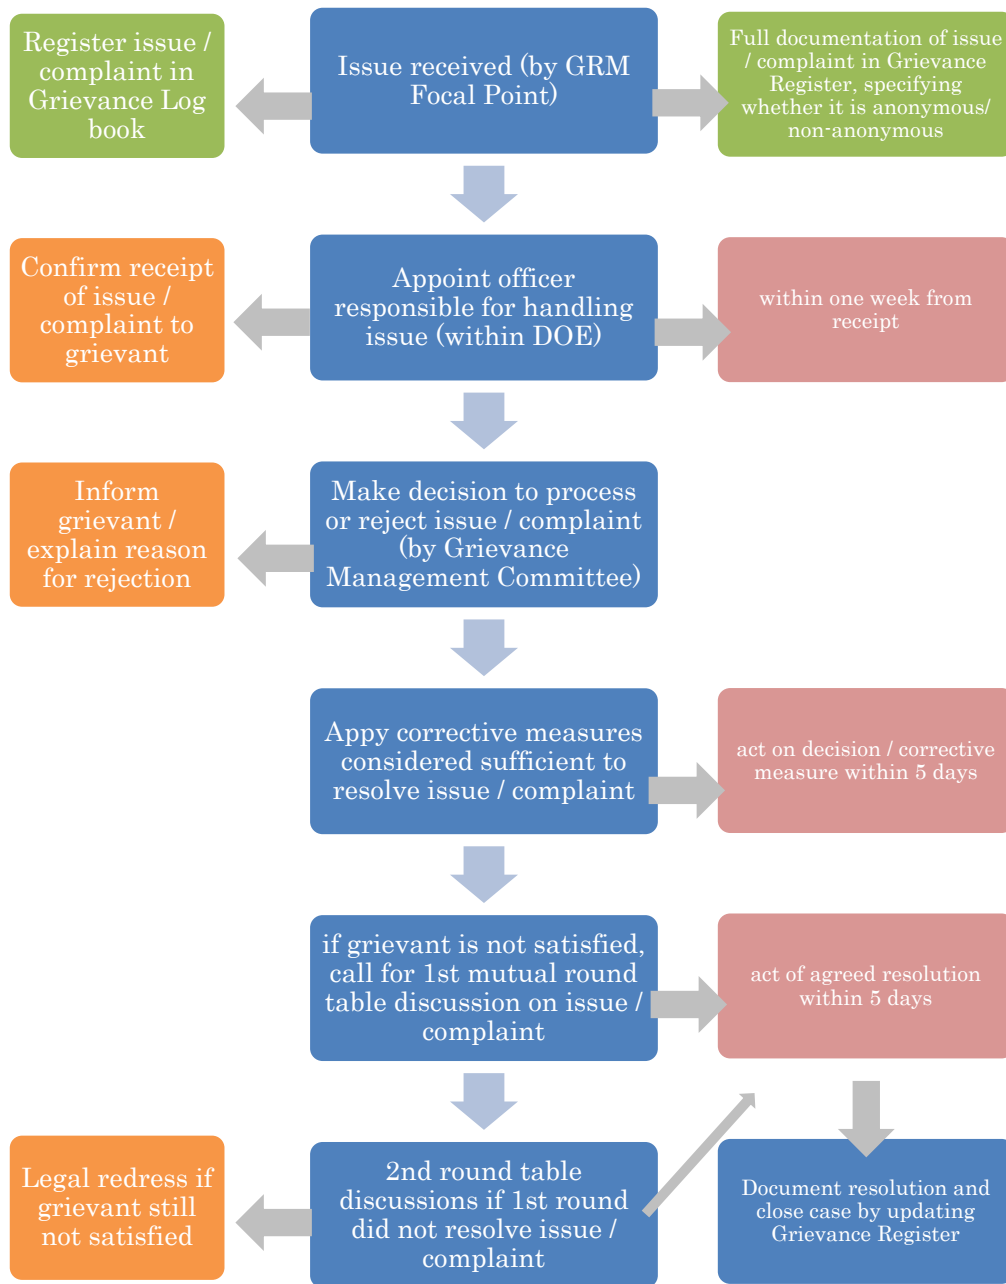 Register issue /
complaint in
Grievance Log
book
Issue received (by GRM
Focal Point)
Full documentation of issue
/ complaint in Grievance
Register, specifying
whether it is anonymous/
non-anonymous
Confirm receipt
of issue /
complaint to
grievant
Appoint officer
responsible for handling
issue (within DOE)
within one week from
receipt
Inform
grievant /
explain reason
for rejection
Make decision to process
or reject issue / complaint
(by Grievance
Management Committee)
Appy corrective measures
considered sufficient to
resolve issue / complaint
act on decision / corrective
measure within 5 days
if grievant is not satisfied,
call for 1st mutual round
table discussion on issue /
complaint
act of agreed resolution
within 5 days
Legal redress if
grievant still
not satisfied
2nd round table
discussions if 1st round
did not resolve issue /
complaint
Document resolution and
close case by updating
Grievance Register